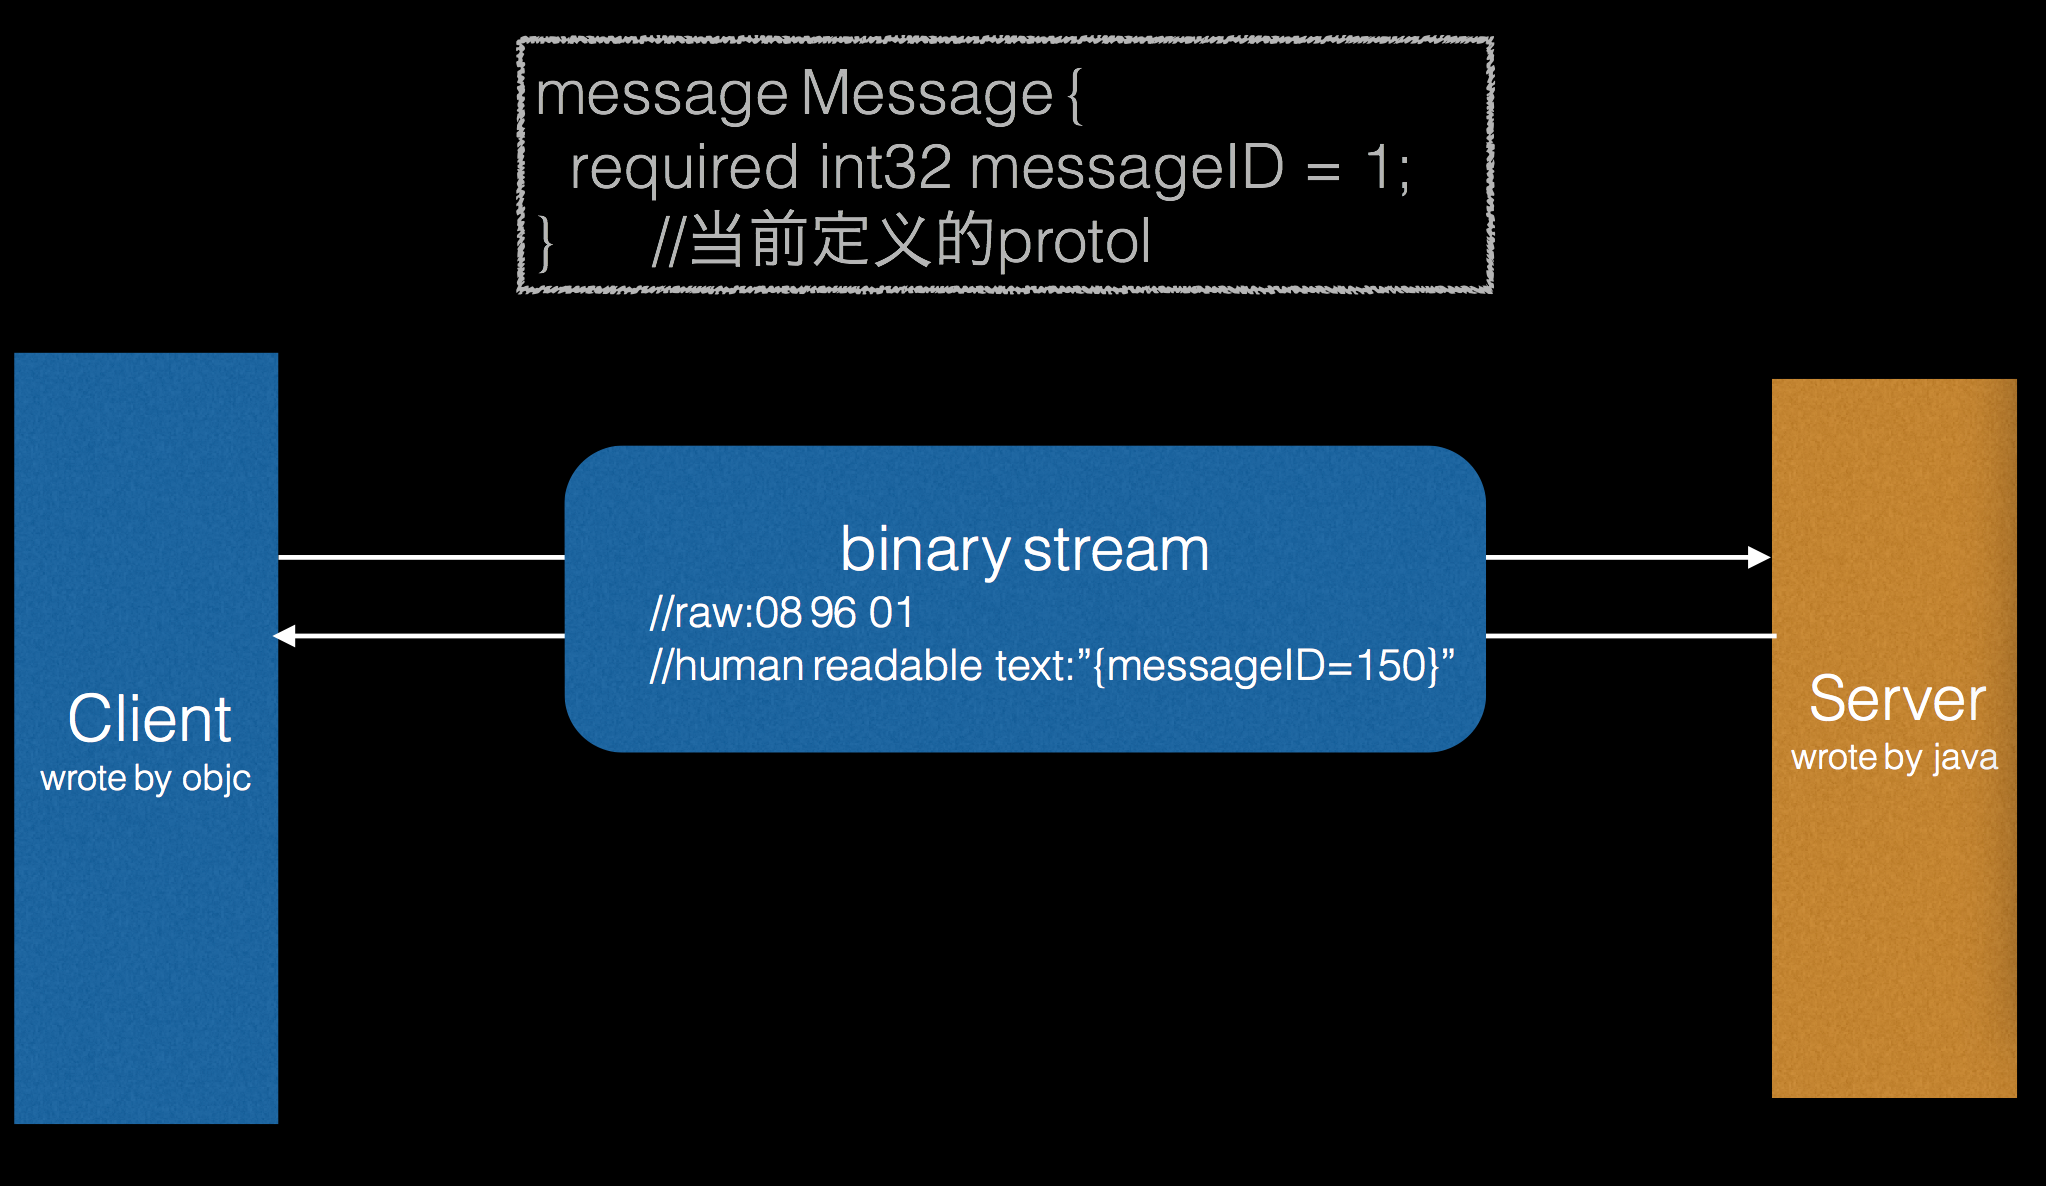 message Message {
required int32 messageID = 1;
} //当前定义的protol
binary stream
//raw:08 96 01
//human readable text:”{messageID=150}”
Client
wrote by objc
Server
wrote by java